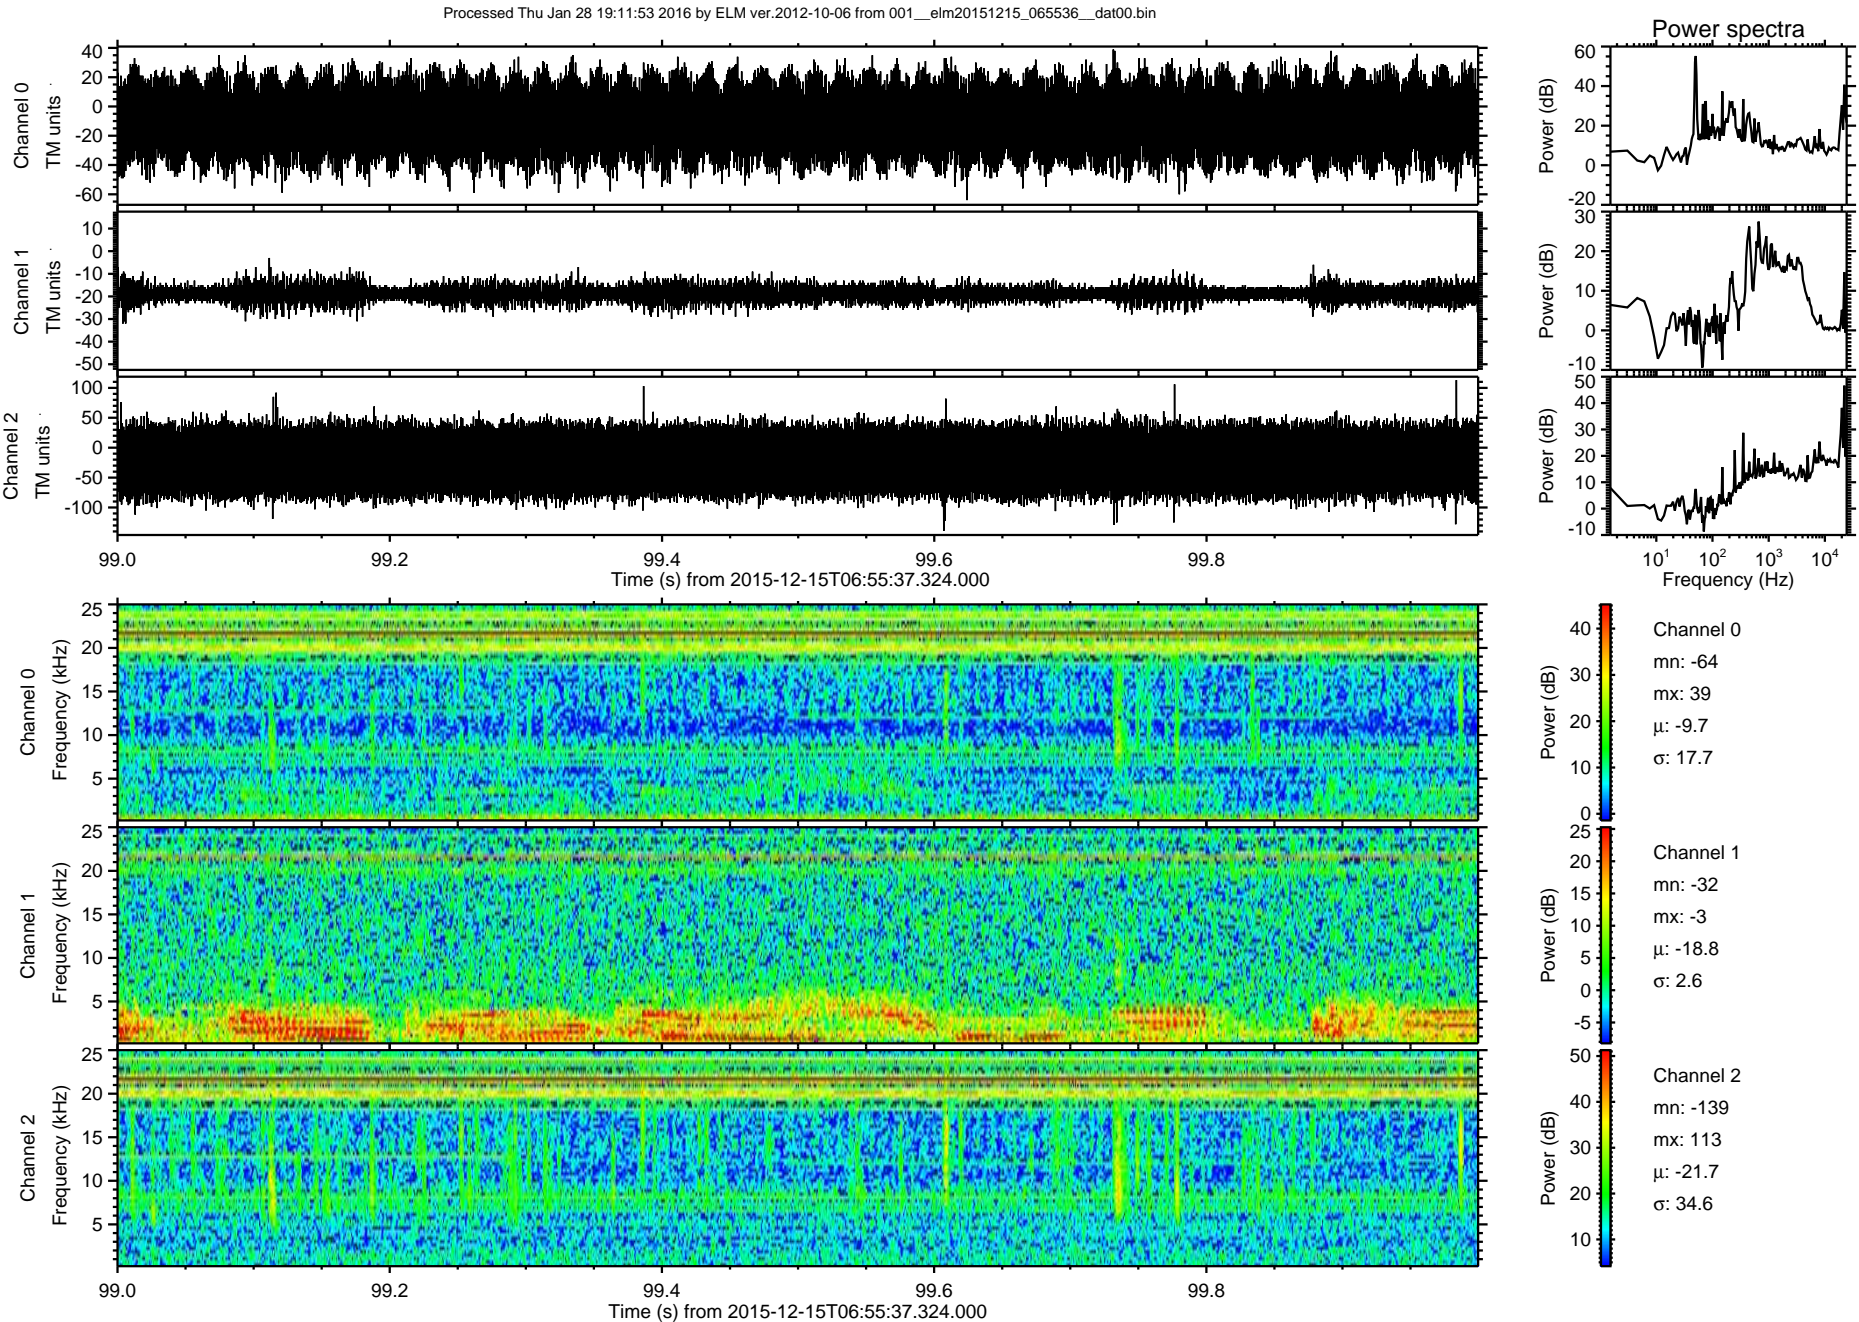 Processed Thu Jan 28 19:11:53 2016 by ELM ver.2012-10-06 from 001__elm20151215_065536__dat00.bin
Power spectra
Channel 0
TM units
40
20
0
-20
-40
-60
Power (dB)
60
40
20
0
-20
Channel 1
TM units
10
0
-10
-20
-30
-40
-50
Power (dB)
30
20
10
0
-10
Channel 2
TM units
100
50
0
-50
-100
Power (dB)
50
40
30
20
10
0
-10
99.0 99.2 99.4 99.6 99.8
Time (s) from 2015-12-15T06:55:37.324.000
10¹ 10² 10³ 10⁴
Frequency (Hz)
Channel 0
Frequency (kHz)
25
20
15
10
5
Power (dB)
40
30
20
10
0
Channel 0
mn: -64
mx: 39
μ: -9.7
σ: 17.7
Channel 1
Frequency (kHz)
25
20
15
10
5
Power (dB)
25
20
15
10
5
0
-5
Channel 1
mn: -32
mx: -3
μ: -18.8
σ: 2.6
Channel 2
Frequency (kHz)
25
20
15
10
5
Power (dB)
50
40
30
20
10
Channel 2
mn: -139
mx: 113
μ: -21.7
σ: 34.6
99.0 99.2 99.4 99.6 99.8
Time (s) from 2015-12-15T06:55:37.324.000